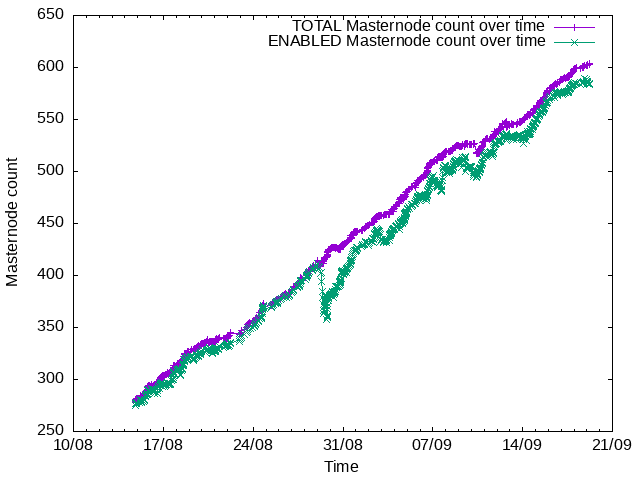 TOTAL Masternode count over time
ENABLED Masternode count over time
Masternode count
650
600
550
500
450
400
350
300
250
10/08 17/08 24/08 31/08 07/09 14/09 21/09
Time